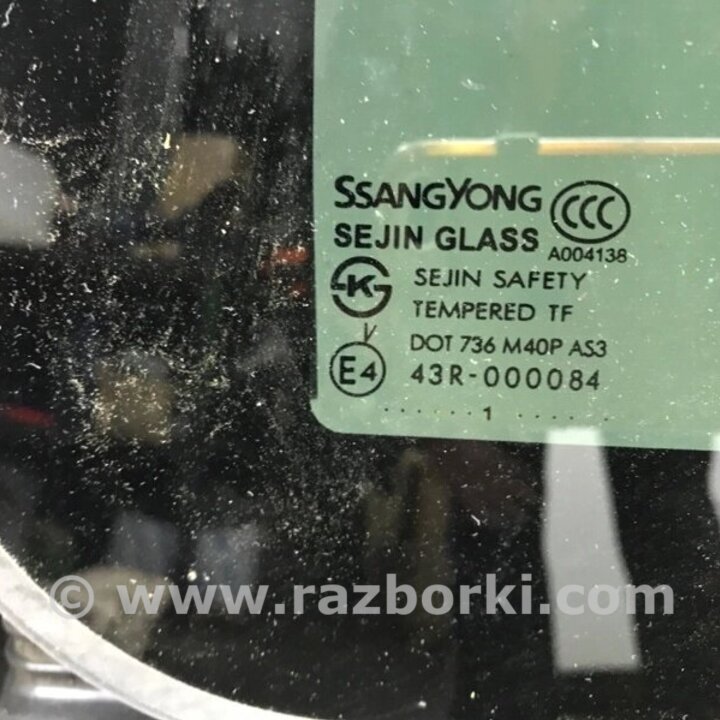 SSANGYONG
CCC
SEJIN GLASS
A004138
K
SEJIN SAFETY
TEMPERED TF
V
DOT 736 M40P AS3
E4
43R-000084
. . . . . . 1 . . . . . .
© www.razborki.com